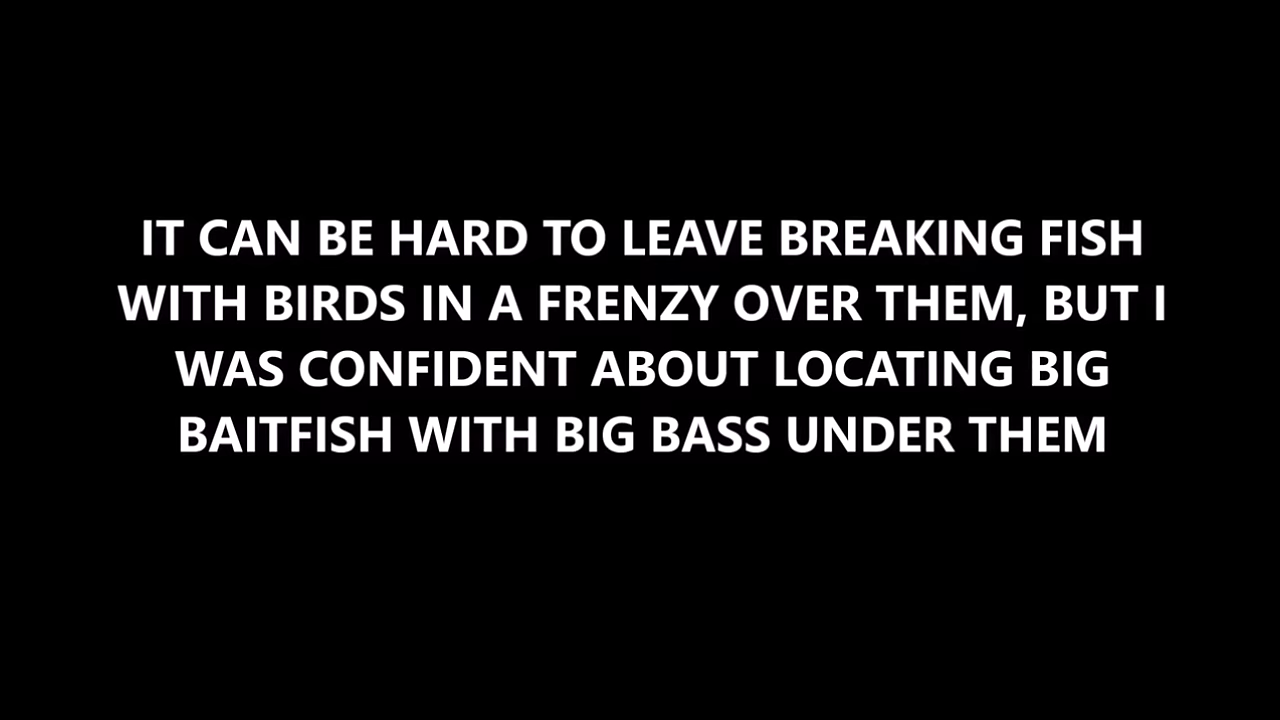 IT CAN BE HARD TO LEAVE BREAKING FISH
WITH BIRDS IN A FRENZY OVER THEM, BUT I
WAS CONFIDENT ABOUT LOCATING BIG
BAITFISH WITH BIG BASS UNDER THEM